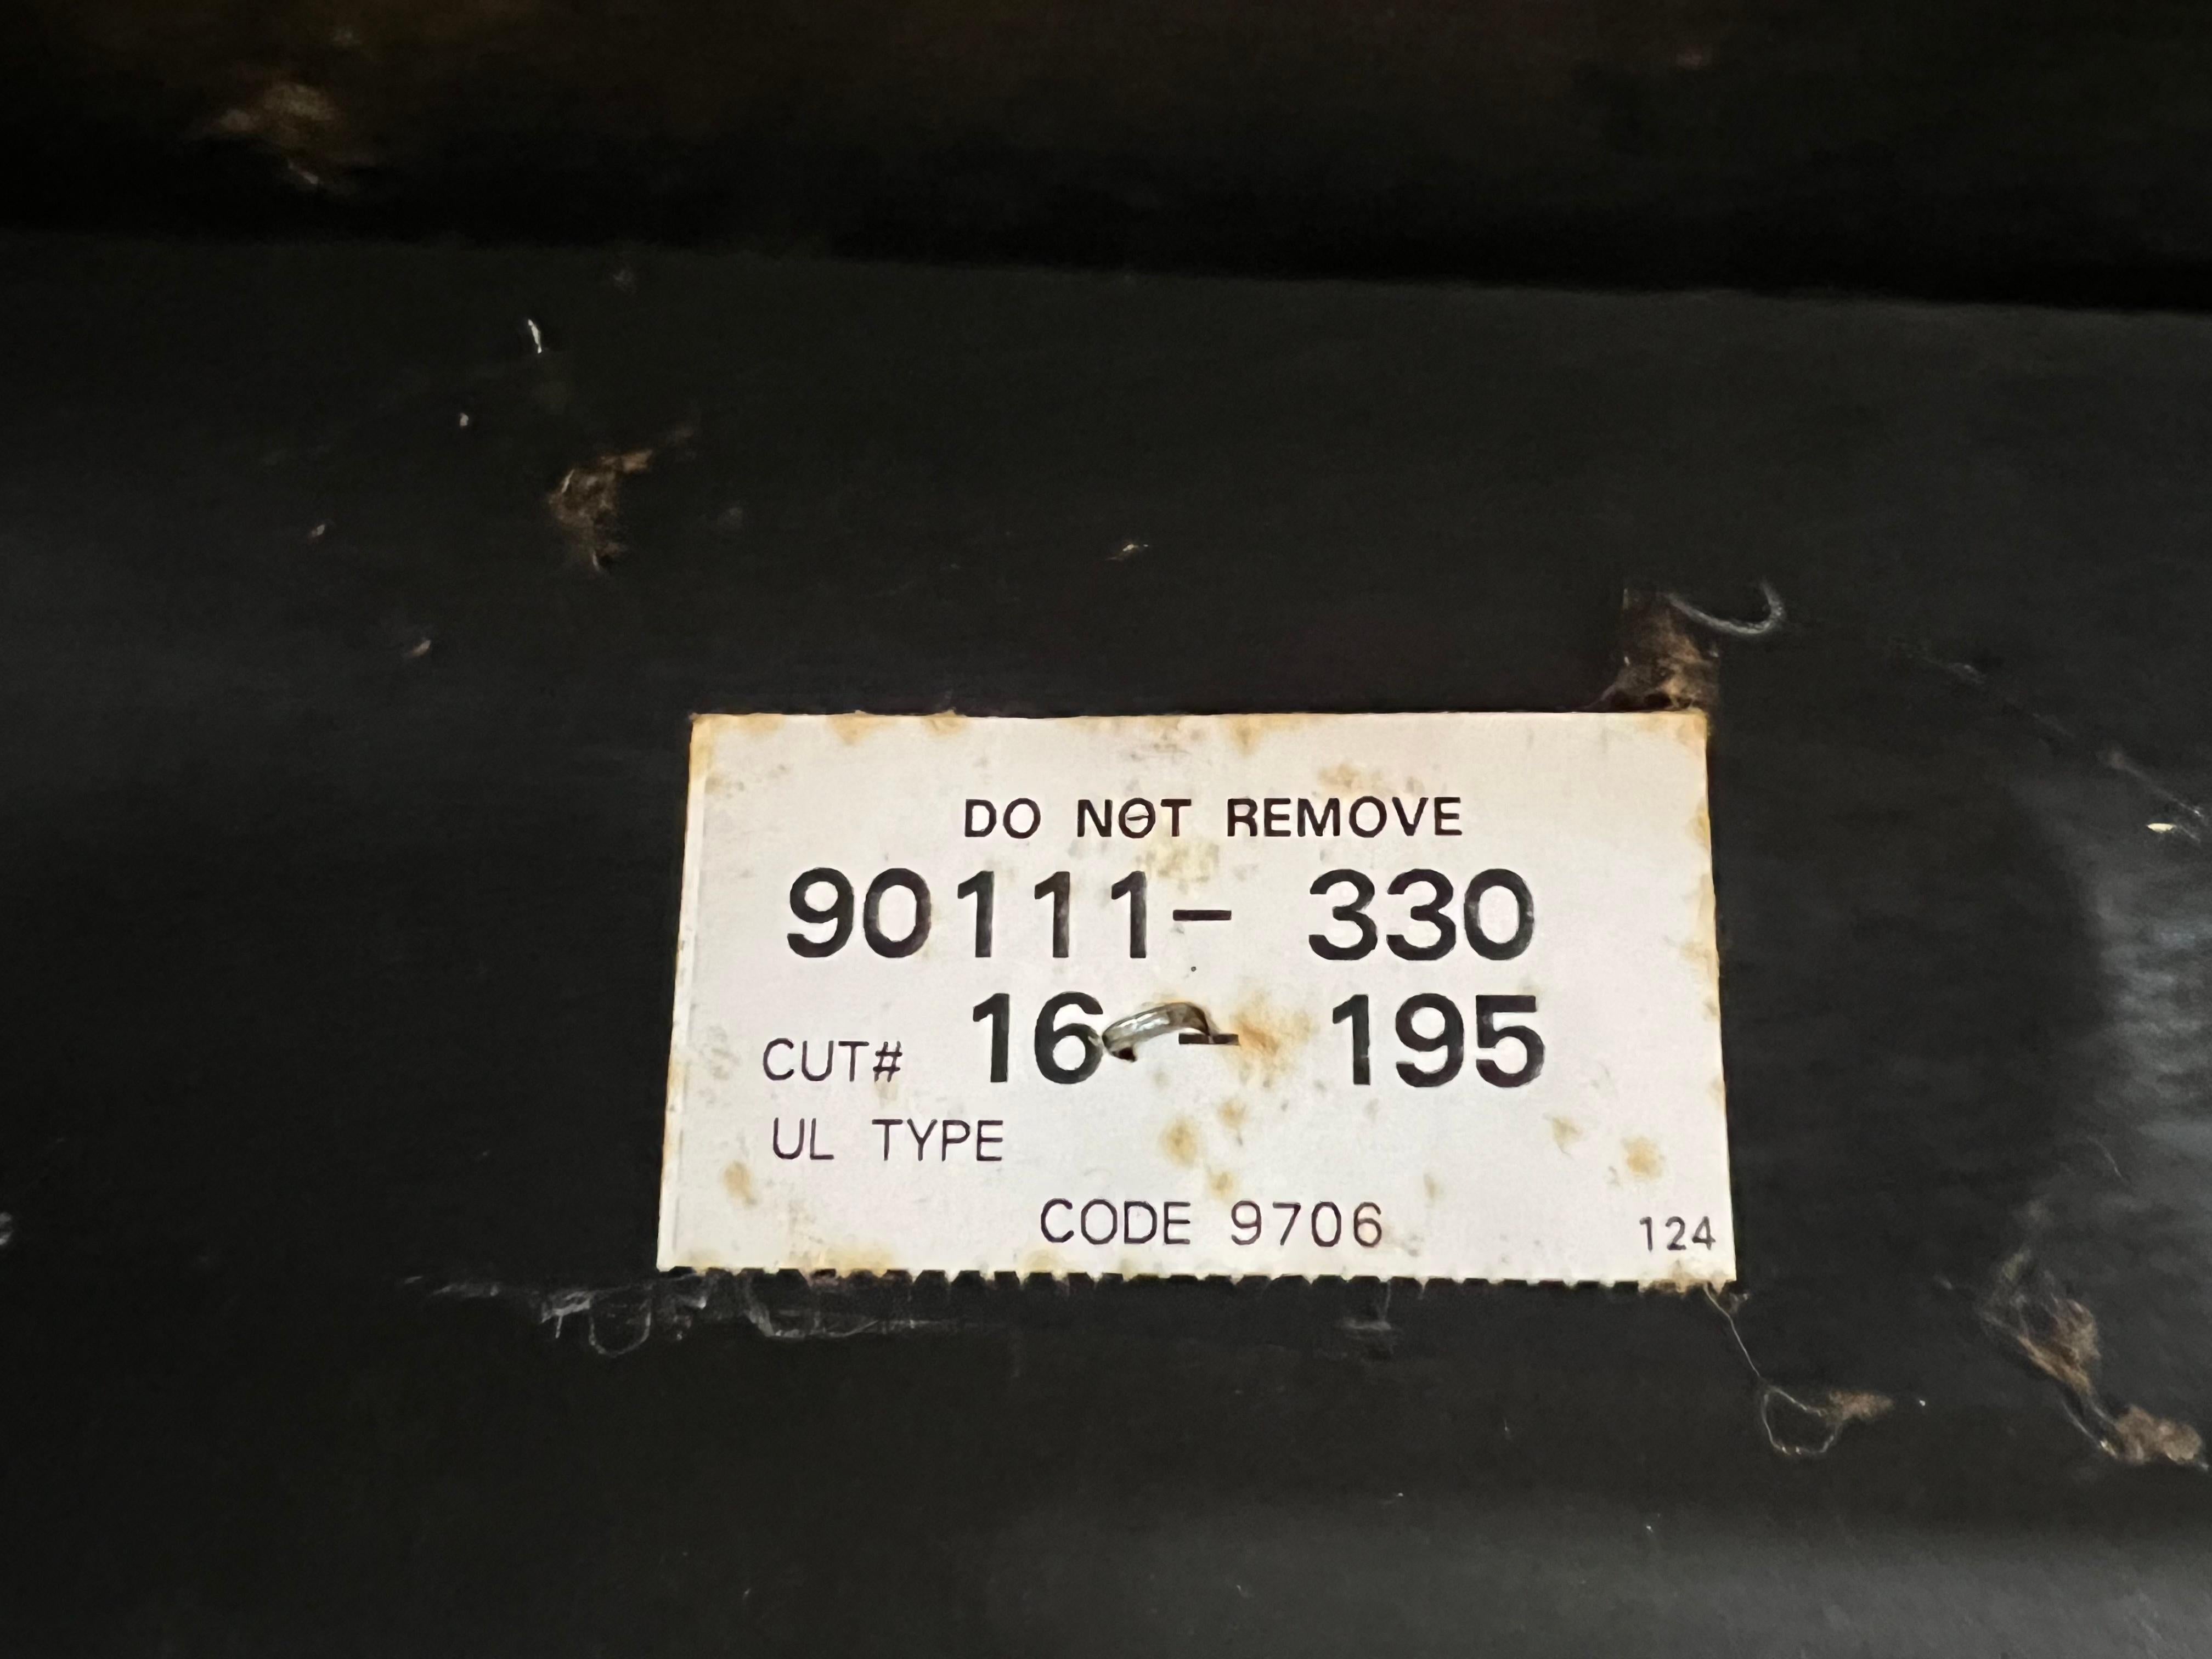 DO NOT REMOVE
90111- 330
CUT# 16- 195
UL TYPE
CODE 9706 124